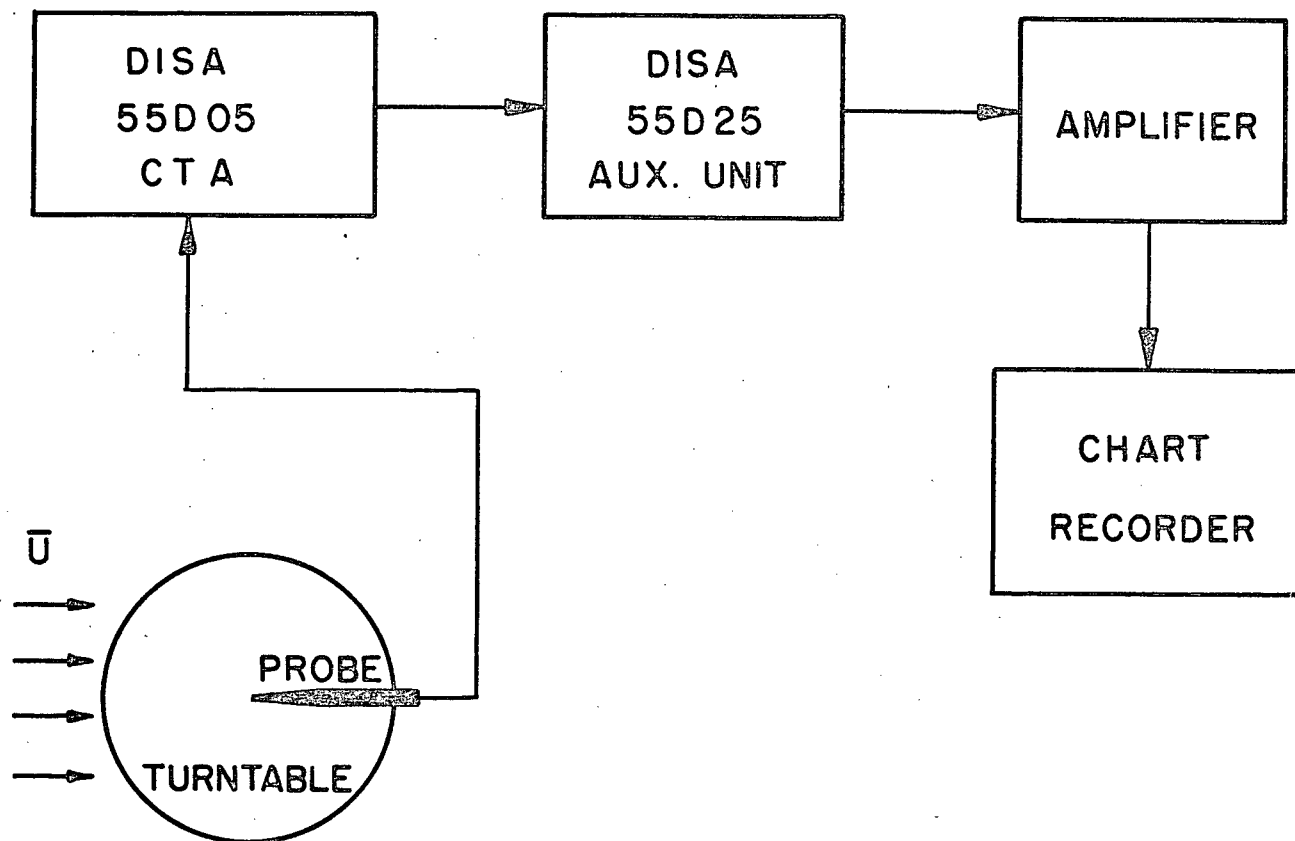 DISA
55D05
CTA
DISA
55D25
AUX. UNIT
AMPLIFIER
CHART
RECORDER
Ū
PROBE
TURNTABLE